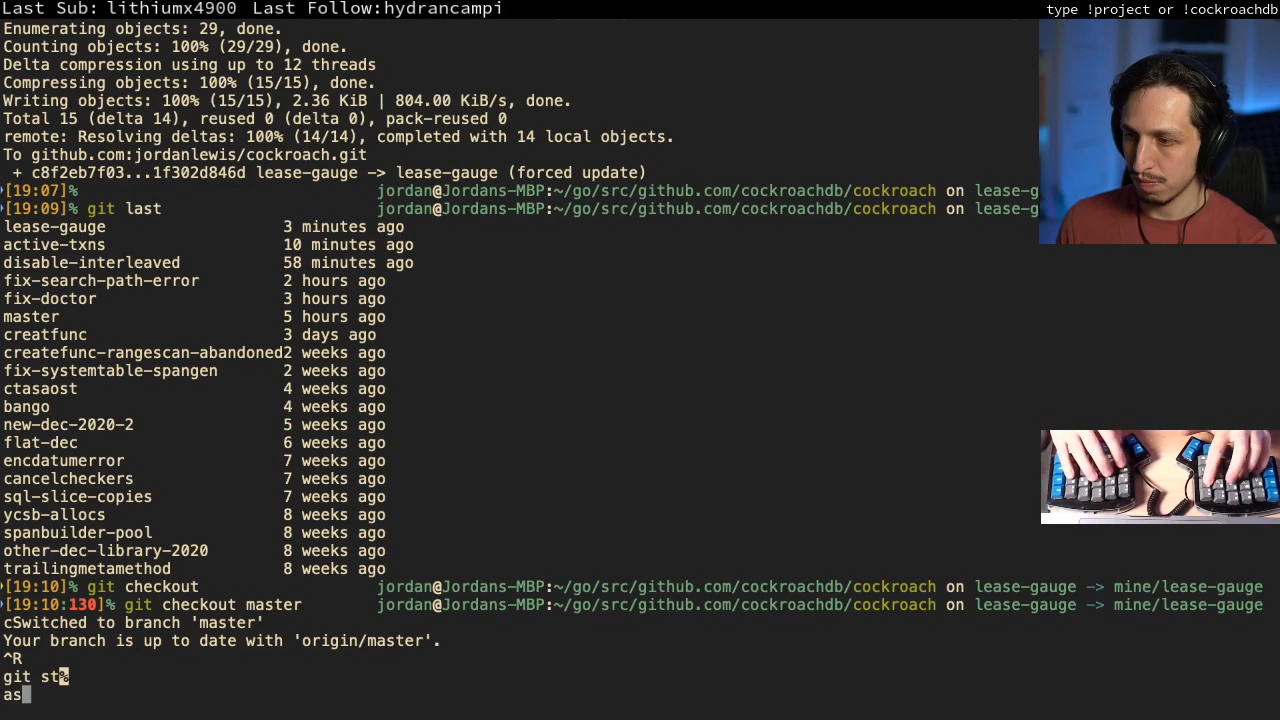 Last Sub: lithiumx4900 Last Follow:hydrancampi
type !project or !cockroachdb
Enumerating objects: 29, done.
Counting objects: 100% (29/29), done.
Delta compression using up to 12 threads
Compressing objects: 100% (15/15), done.
Writing objects: 100% (15/15), 2.36 KiB | 804.00 KiB/s, done.
Total 15 (delta 14), reused 0 (delta 0), pack-reused 0
remote: Resolving deltas: 100% (14/14), completed with 14 local objects.
To github.com:jordanlewis/cockroach.git
+ c8f2eb7f03...1f302d846d lease-gauge -> lease-gauge (forced update)
[19:07]% jordan@Jordans-MBP:~/go/src/github.com/cockroachdb/cockroach on lease-g
[19:09]% git last jordan@Jordans-MBP:~/go/src/github.com/cockroachdb/cockroach on lease-g
lease-gauge 3 minutes ago
active-txns 10 minutes ago
disable-interleaved 58 minutes ago
fix-search-path-error 2 hours ago
fix-doctor 3 hours ago
master 5 hours ago
creatfunc 3 days ago
createfunc-rangescan-abandoned2 weeks ago
fix-systemtable-spangen 2 weeks ago
ctasaost 4 weeks ago
bango 4 weeks ago
new-dec-2020-2 5 weeks ago
flat-dec 6 weeks ago
encdatumerror 7 weeks ago
cancelcheckers 7 weeks ago
sql-slice-copies 7 weeks ago
ycsb-allocs 8 weeks ago
spanbuilder-pool 8 weeks ago
other-dec-library-2020 8 weeks ago
trailingmetamethod 8 weeks ago
[19:10]% git checkout jordan@Jordans-MBP:~/go/src/github.com/cockroachdb/cockroach on lease-gauge -> mine/lease-gauge
[19:10:130]% git checkout master jordan@Jordans-MBP:~/go/src/github.com/cockroachdb/cockroach on lease-gauge -> mine/lease-gauge
cSwitched to branch 'master'
Your branch is up to date with 'origin/master'.
^R
git st%
as